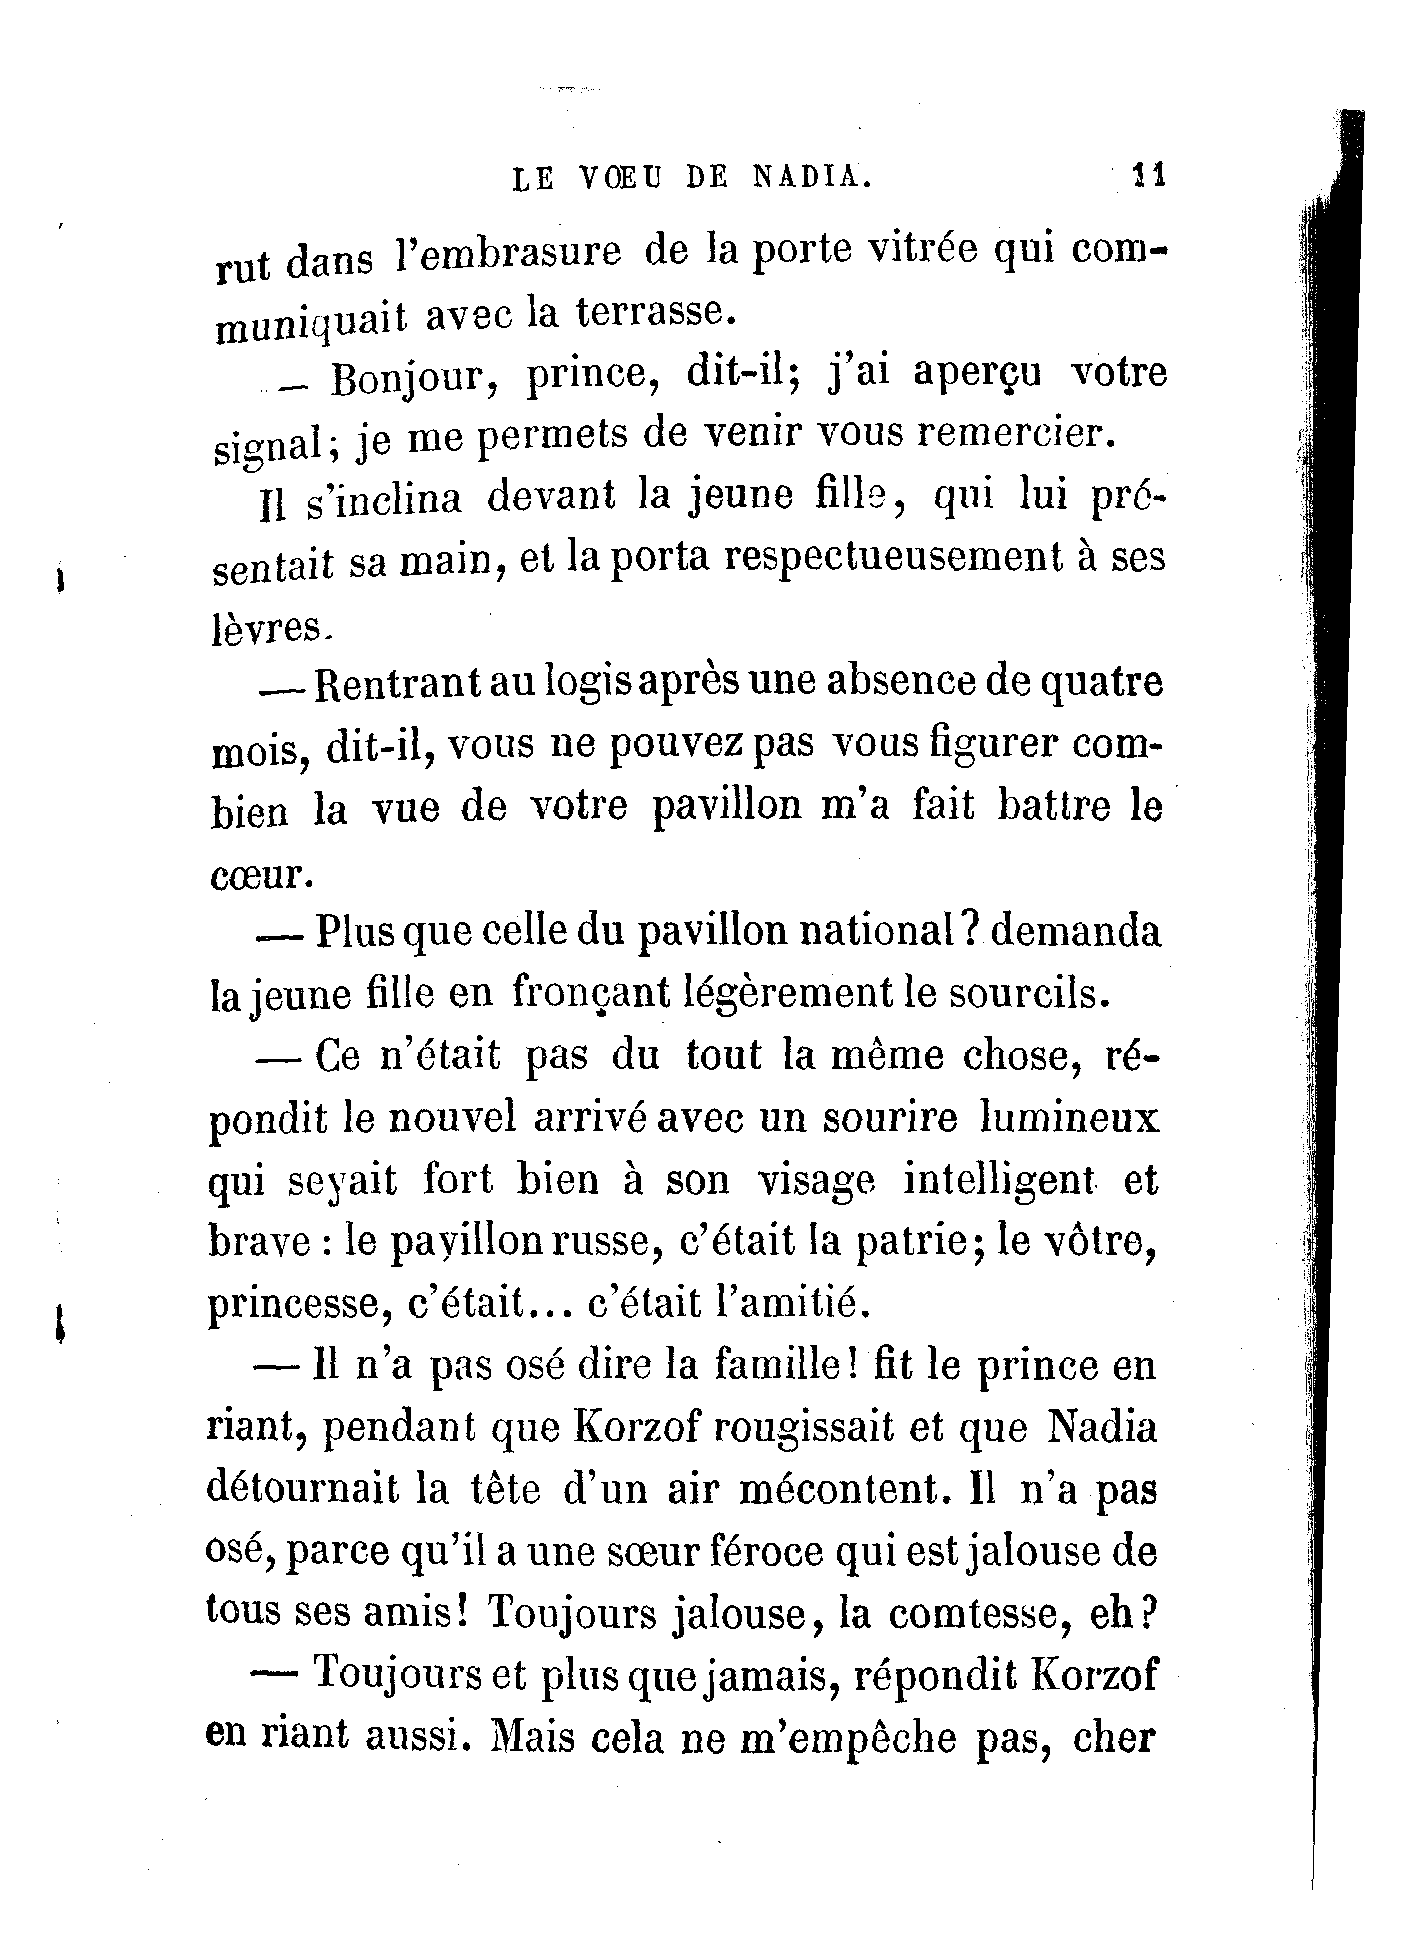 LE VŒU DE NADIA. 11
rut dans l'embrasure de la porte vitrée qui com-
muniquait avec la terrasse.
— Bonjour, prince, dit-il; j'ai aperçu votre
signal; je me permets de venir vous remercier.
Il s'inclina devant la jeune fille, qui lui pré-
sentait sa main, et la porta respectueusement à ses
lèvres.
— Rentrant au logis après une absence de quatre
mois, dit-il, vous ne pouvez pas vous figurer com-
bien la vue de votre pavillon m'a fait battre le
cœur.
— Plus que celle du pavillon national? demanda
la jeune fille en fronçant légèrement le sourcils.
— Ce n'était pas du tout la même chose, ré-
pondit le nouvel arrivé avec un sourire lumineux
qui seyait fort bien à son visage intelligent et
brave : le pavillon russe, c'était la patrie; le vôtre,
princesse, c'était... c'était l'amitié.
— Il n'a pas osé dire la famille! fit le prince en
riant, pendant que Korzof rougissait et que Nadia
détournait la tête d'un air mécontent. Il n'a pas
osé, parce qu'il a une sœur féroce qui est jalouse de
tous ses amis! Toujours jalouse, la comtesse, eh?
— Toujours et plus que jamais, répondit Korzof
en riant aussi. Mais cela ne m'empêche pas, cher